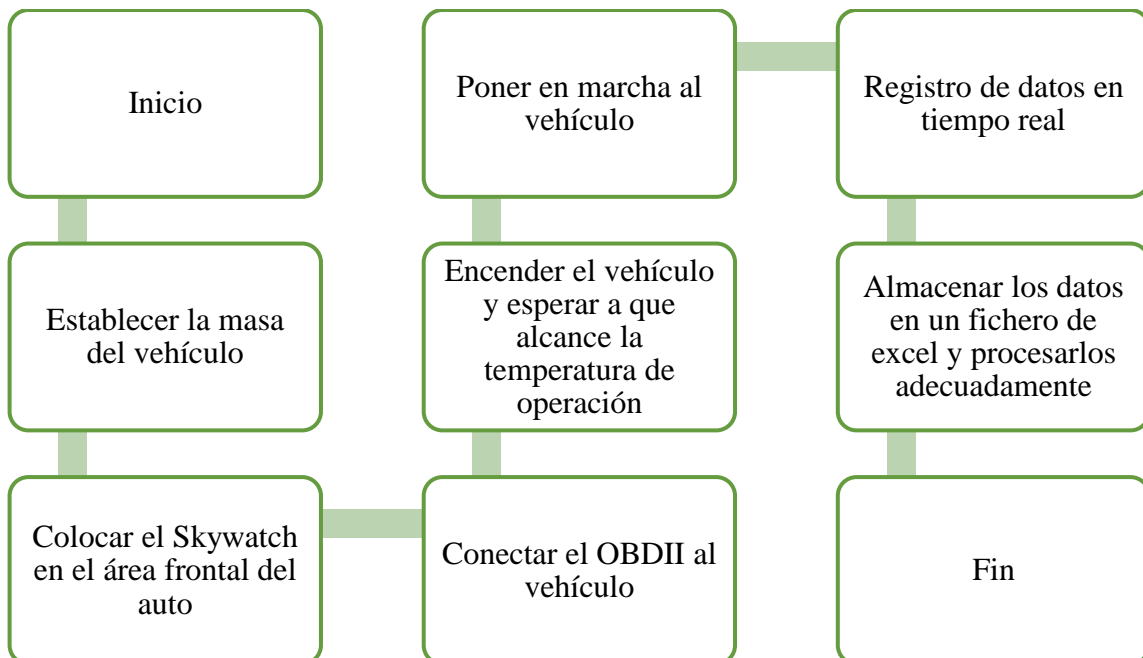 Inicio
Establecer la masa
del vehículo
Colocar el Skywatch
en el área frontal del
auto
Conectar el OBDII al
vehículo
Encender el vehículo
y esperar a que
alcance la
temperatura de
operación
Poner en marcha al
vehículo
Registro de datos en
tiempo real
Almacenar los datos
en un fichero de
excel y procesarlos
adecuadamente
Fin